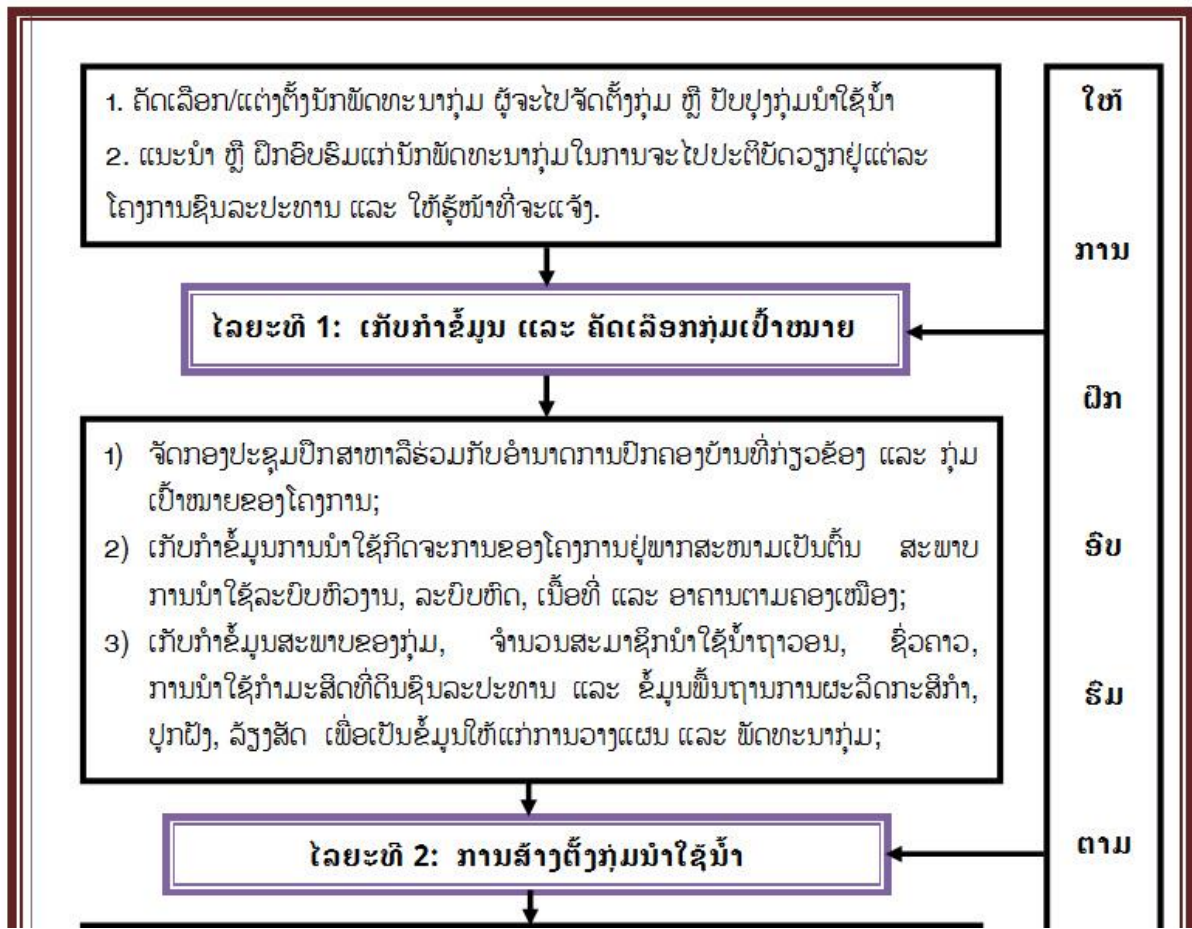 1. ຄັດເລືອກ/ແຕ່ງຕັ້ງນັກພັດທະນາກຸ່ມ ຜູ້ຈະໄປຈັດຕັ້ງກຸ່ມ ຫຼື ປັບປຸງກຸ່ມນຳໃຊ້ນ້ຳ
2. ແນະນຳ ຫຼື ຝຶກອົບຮົມແກ່ນັກພັດທະນາກຸ່ມໃນການຈະໄປປະຕິບັດວຽກຢູ່ແຕ່ລະ
ໂຄງການຊົນລະປະທານ ແລະ ໃຫ້ຮູ້ໜ້າທີ່ຈະແຈ້ງ.
ໄລຍະທີ 1: ເກັບກຳຂໍ້ມູນ ແລະ ຄັດເລືອກກຸ່ມເປົ້າໝາຍ
1) ຈັດກອງປະຊຸມປຶກສາຫາລືຮ່ວມກັບອຳນາດການປົກຄອງບ້ານທີ່ກ່ຽວຂ້ອງ ແລະ ກຸ່ມ
ເປົ້າໝາຍຂອງໂຄງການ;
2) ເກັບກຳຂໍ້ມູນການນຳໃຊ້ກິດຈະການຂອງໂຄງການຢູ່ພາກສະໜາມເປັນຕົ້ນ ສະພາບ
ການນຳໃຊ້ລະບົບຫົວງານ, ລະບົບຫົດ, ເນື້ອທີ່ ແລະ ອາຄານຕາມຄອງເໝືອງ;
3) ເກັບກຳຂໍ້ມູນສະພາບຂອງກຸ່ມ, ຈຳນວນສະມາຊິກນຳໃຊ້ນ້ຳຖາວອນ, ຊົ່ວຄາວ,
ການນຳໃຊ້ກຳມະສິດທີ່ດິນຊົນລະປະທານ ແລະ ຂໍ້ມູນພື້ນຖານການຜະລິດກະສິກຳ,
ປູກຝັງ, ລ້ຽງສັດ ເພື່ອເປັນຂໍ້ມູນໃຫ້ແກ່ການວາງແຜນ ແລະ ພັດທະນາກຸ່ມ;
ໄລຍະທີ 2: ການສ້າງຕັ້ງກຸ່ມນຳໃຊ້ນ້ຳ
ໃຫ້
ການ
ຝຶກ
ອົບ
ຮົມ
ຕາມ